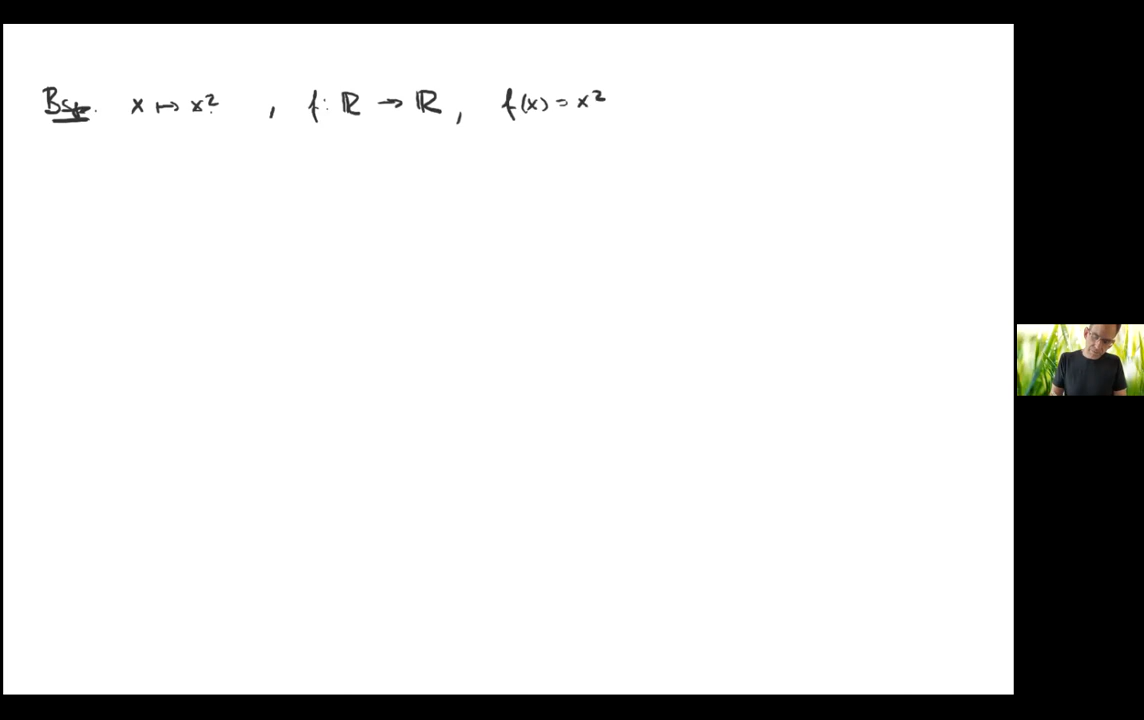 Bsp. x ↦ x² , f: ℝ → ℝ, f(x) = x²